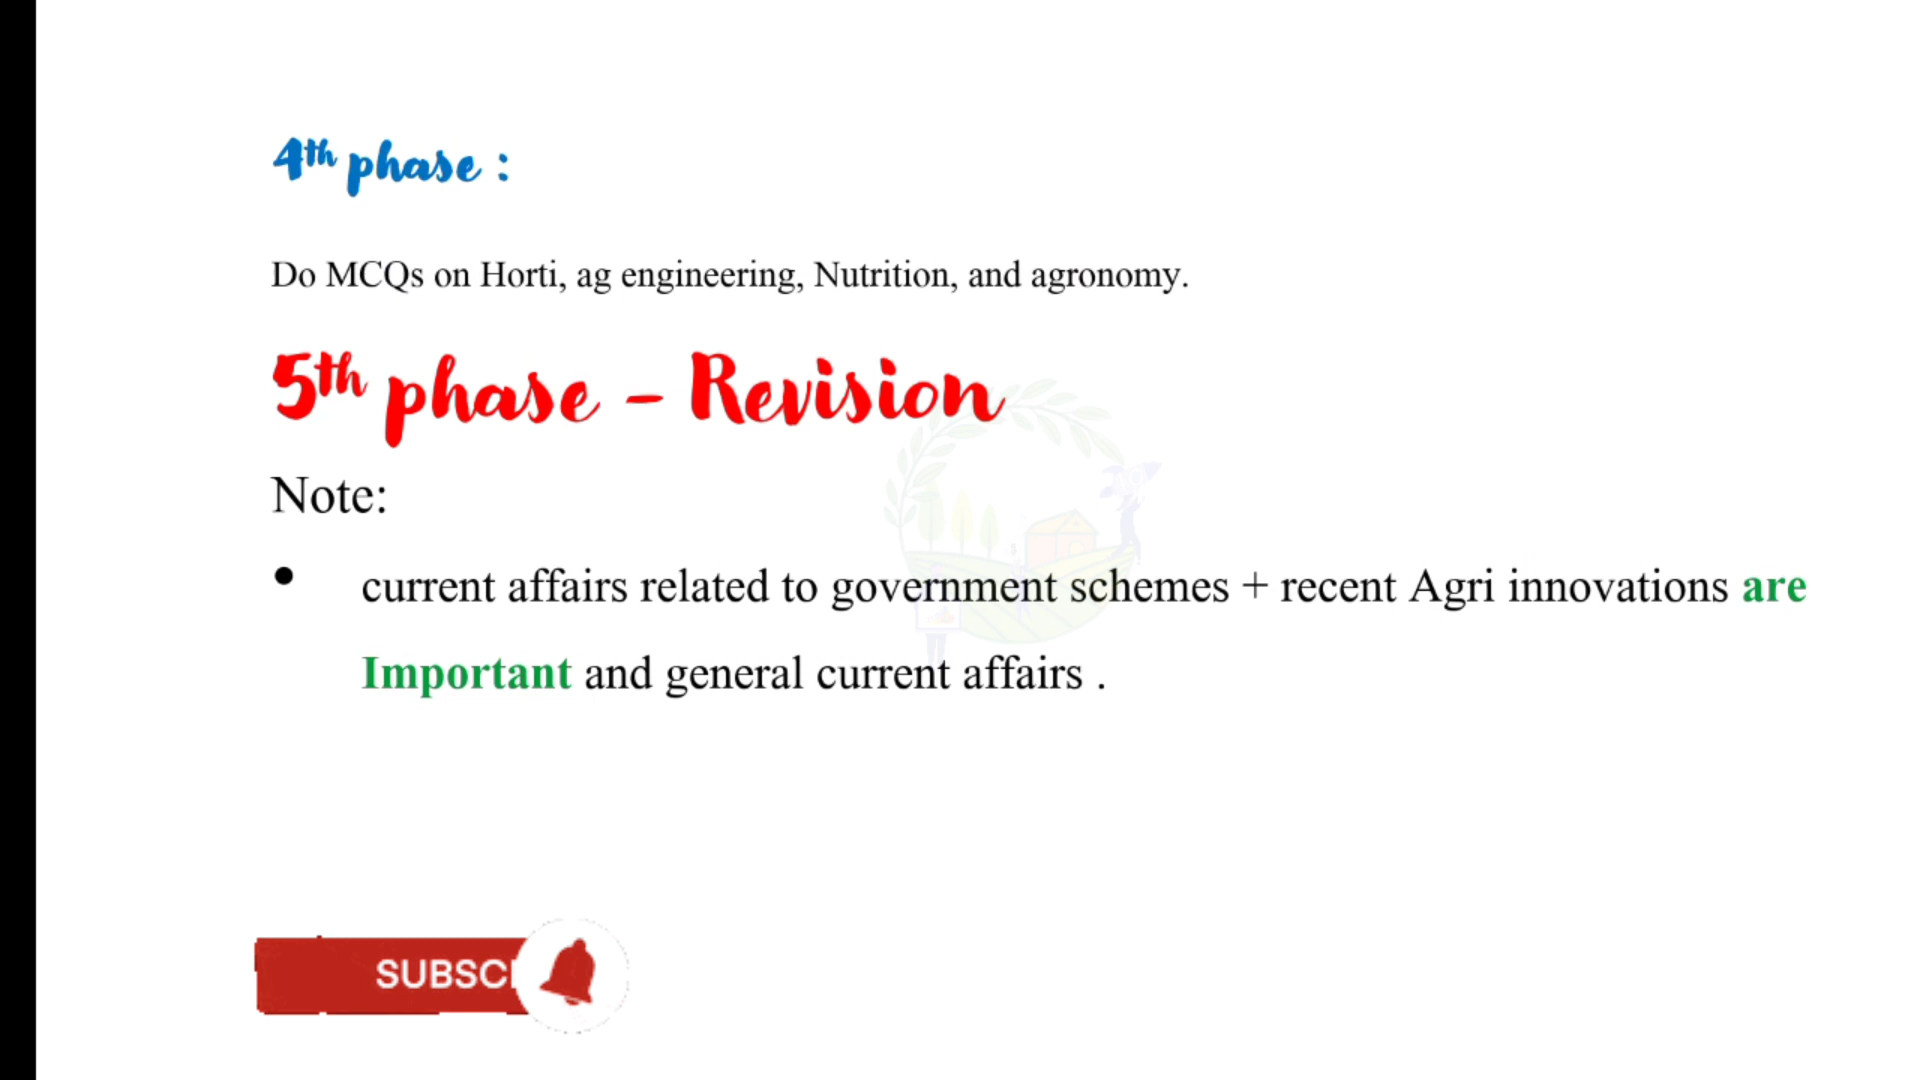 4th phase :
Do MCQs on Horti, ag engineering, Nutrition, and agronomy.
5th phase - Revision
Note:
• current affairs related to government schemes + recent Agri innovations are
Important and general current affairs .
SUBSC